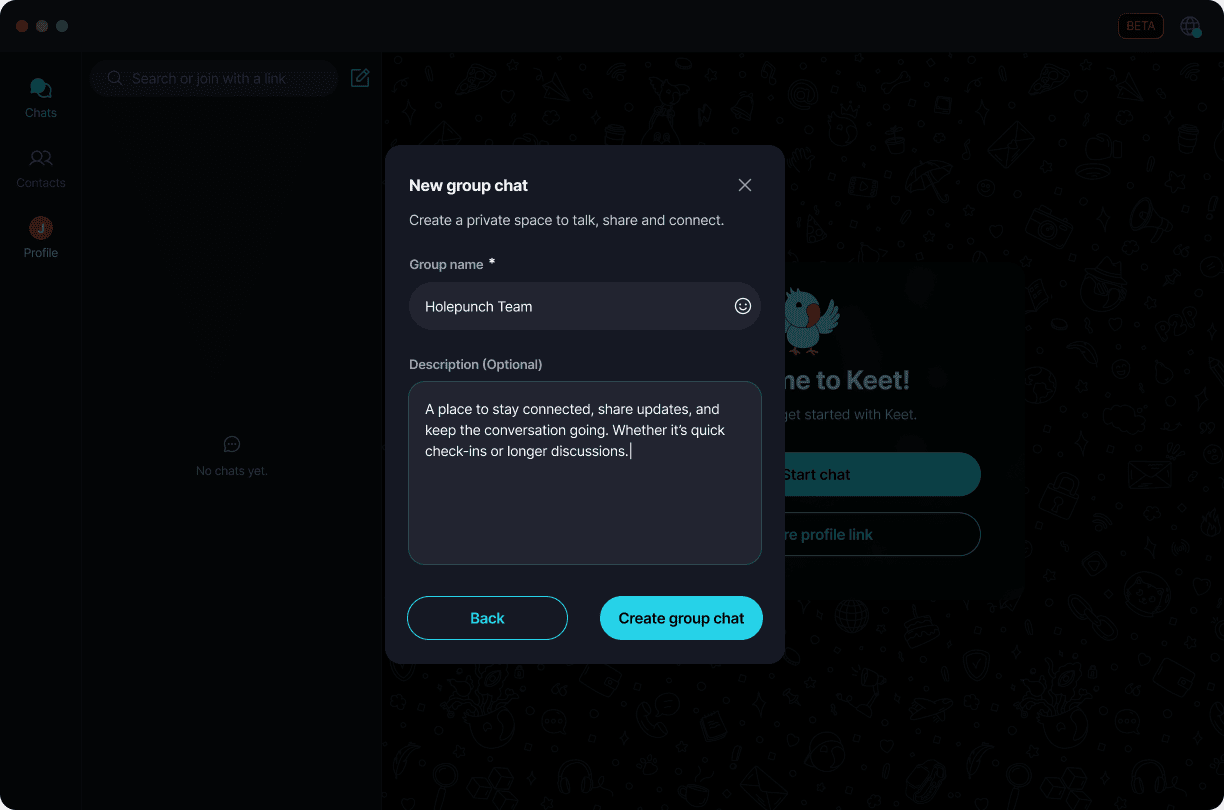 BETA
Search or join with a link
Chats
Contacts
J
Profile
No chats yet.
New group chat
Create a private space to talk, share and connect.
Group name *
Holepunch Team
Description (Optional)
A place to stay connected, share updates, and
keep the conversation going. Whether it's quick
check-ins or longer discussions.
Back
Create group chat
to Keet!
get started with Keet.
Start chat
profile link
P2P